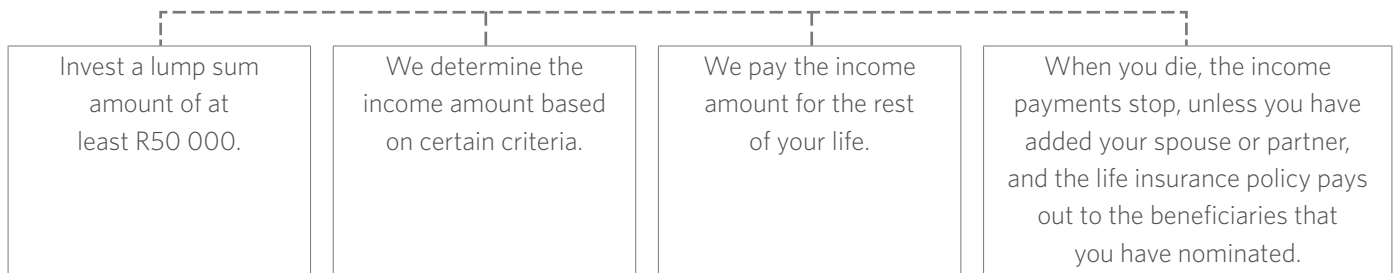 Invest a lump sum
amount of at
least R50 000.
We determine the
income amount based
on certain criteria.
We pay the income
amount for the rest
of your life.
When you die, the income
payments stop, unless you have
added your spouse or partner,
and the life insurance policy pays
out to the beneficiaries that
you have nominated.